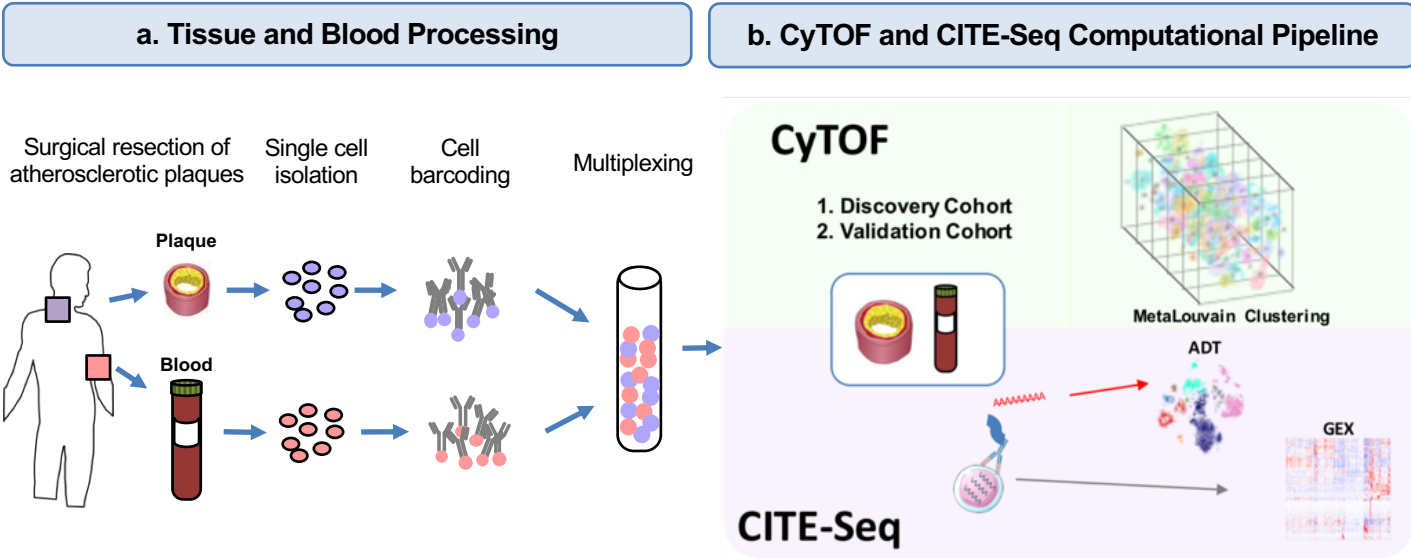 a. Tissue and Blood Processing
b. CyTOF and CITE-Seq Computational Pipeline
Surgical resection of
atherosclerotic plaques
Single cell
isolation
Cell
barcoding
Multiplexing
Plaque
Blood
CyTOF
1. Discovery Cohort
2. Validation Cohort
MetaLouvain Clustering
ADT
GEX
CITE-Seq